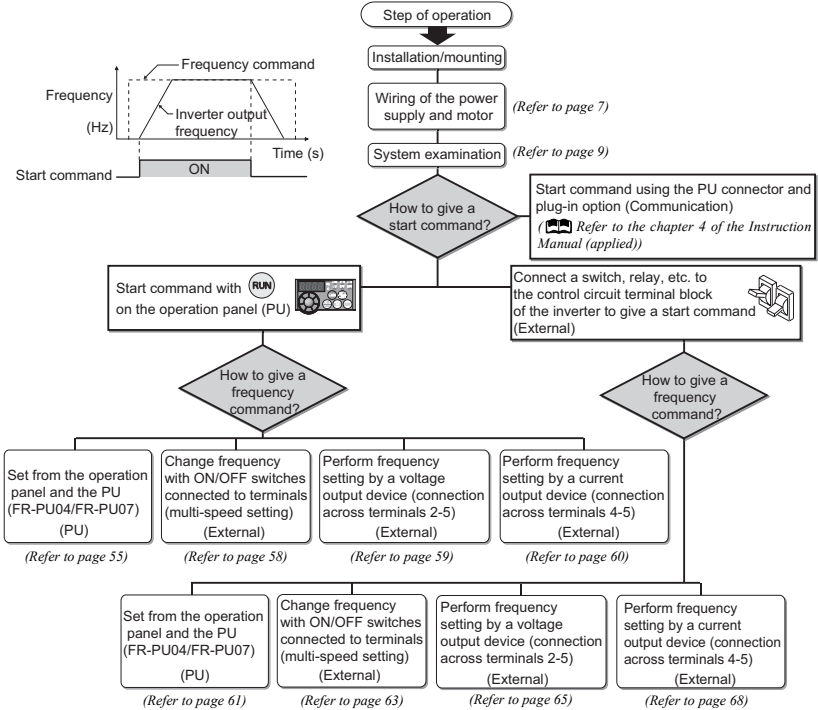 Step of operation
Installation/mounting
Frequency command
Frequency
(Hz)
Inverter output
frequency
Time (s)
Start command
ON
Wiring of the power
supply and motor
(Refer to page 7)
System examination
(Refer to page 9)
How to give a
start command?
Start command using the PU connector and
plug-in option (Communication)
( Refer to the chapter 4 of the Instruction
Manual (applied))
Start command with RUN
on the operation panel (PU)
Connect a switch, relay, etc. to
the control circuit terminal block
of the inverter to give a start command
(External)
How to give a
frequency
command?
How to give a
frequency
command?
Set from the operation
panel and the PU
(FR-PU04/FR-PU07)
(PU)
(Refer to page 55)
Change frequency
with ON/OFF switches
connected to terminals
(multi-speed setting)
(External)
(Refer to page 58)
Perform frequency
setting by a voltage
output device (connection
across terminals 2-5)
(External)
(Refer to page 59)
Perform frequency
setting by a current
output device (connection
across terminals 4-5)
(External)
(Refer to page 60)
Set from the operation
panel and the PU
(FR-PU04/FR-PU07)
(PU)
(Refer to page 61)
Change frequency
with ON/OFF switches
connected to terminals
(multi-speed setting)
(External)
(Refer to page 63)
Perform frequency
setting by a voltage
output device (connection
across terminals 2-5)
(External)
(Refer to page 65)
Perform frequency
setting by a current
output device (connection
across terminals 4-5)
(External)
(Refer to page 68)